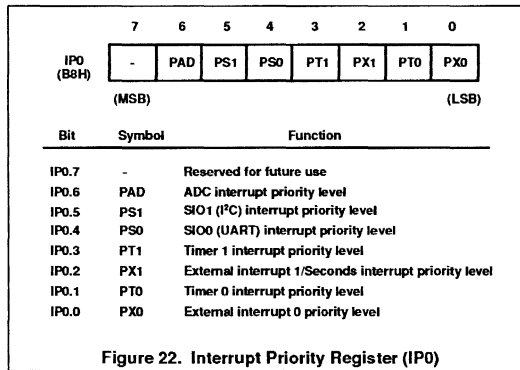 7 6 5 4 3 2 1 0
IP0 (B8H) - PAD PS1 PS0 PT1 PX1 PT0 PX0
(MSB) (LSB)
Bit Symbol Function
IP0.7 - Reserved for future use
IP0.6 PAD ADC interrupt priority level
IP0.5 PS1 SIO1 (I²C) interrupt priority level
IP0.4 PS0 SIO0 (UART) interrupt priority level
IP0.3 PT1 Timer 1 interrupt priority level
IP0.2 PX1 External interrupt 1/Seconds interrupt priority level
IP0.1 PT0 Timer 0 interrupt priority level
IP0.0 PX0 External interrupt 0 priority level
Figure 22. Interrupt Priority Register (IP0)